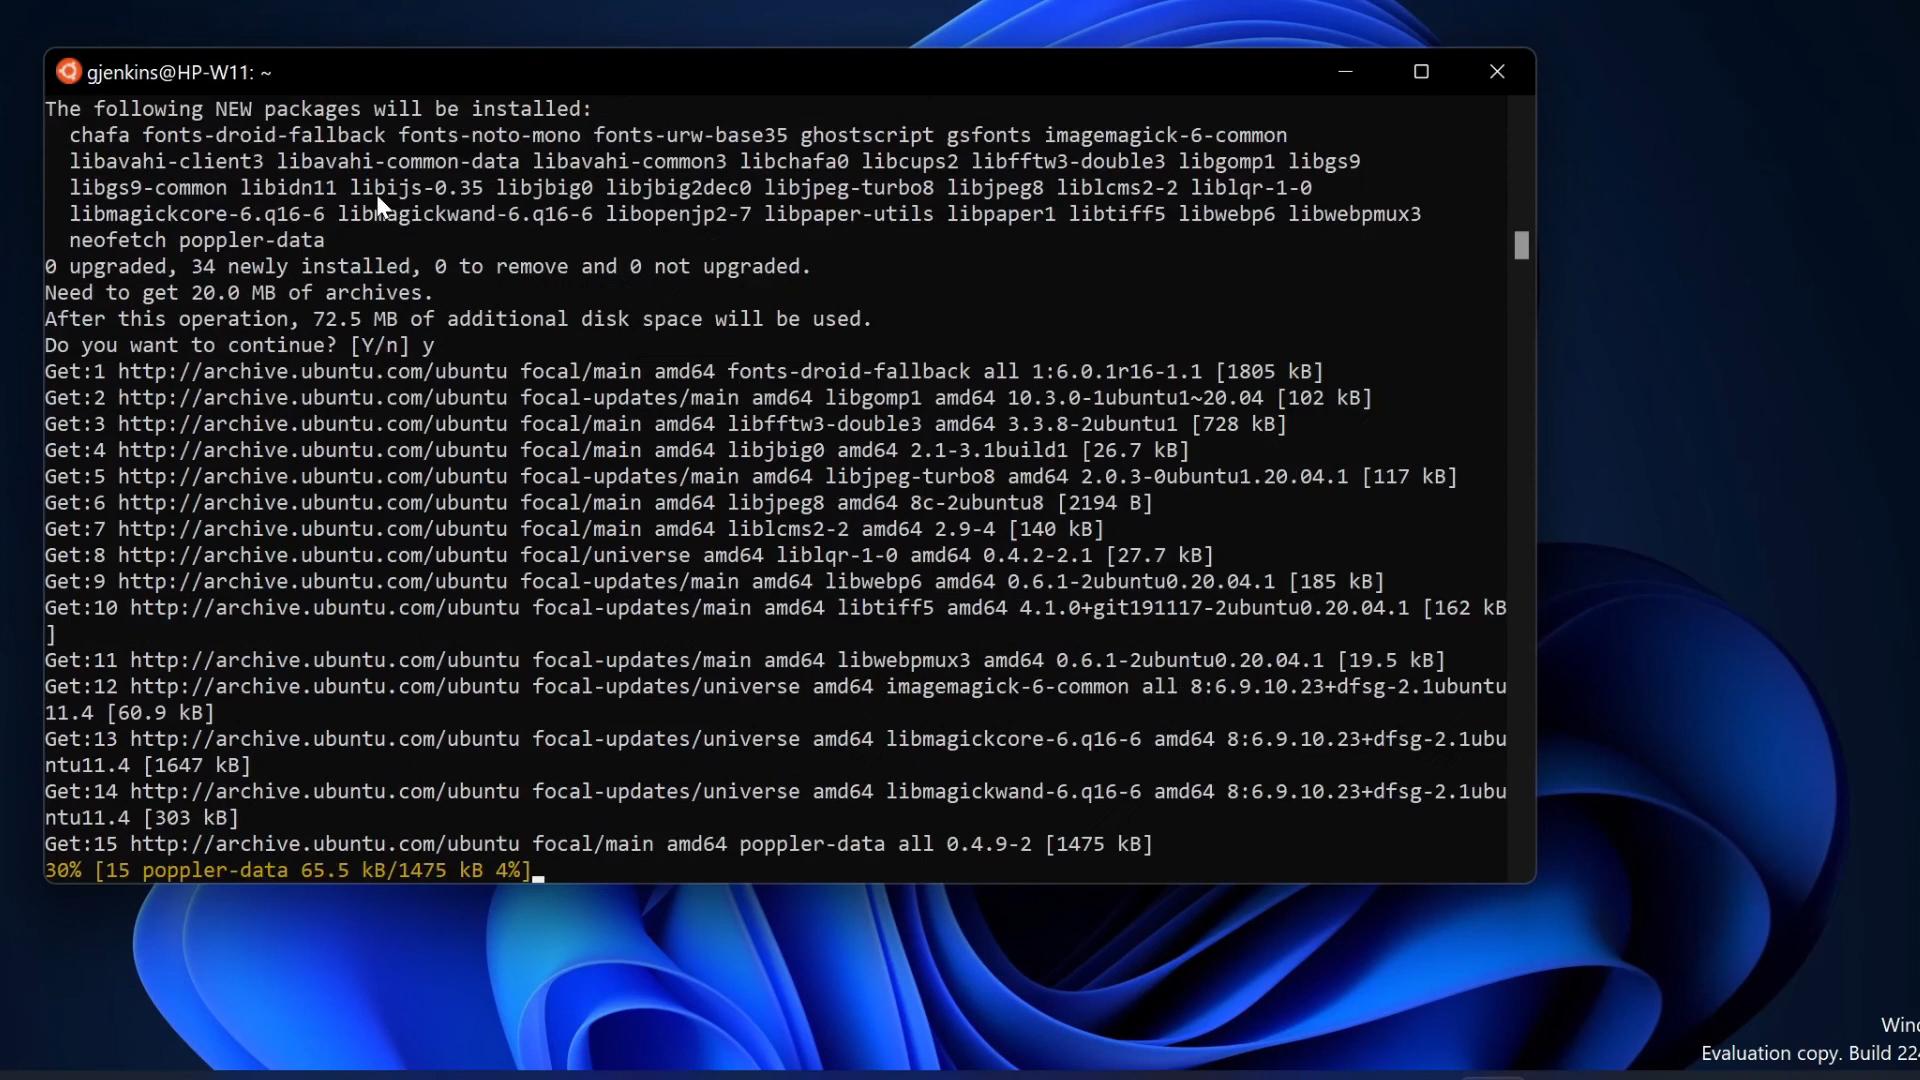 gjenkins@HP-W11: ~
The following NEW packages will be installed:
chafa fonts-droid-fallback fonts-noto-mono fonts-urw-base35 ghostscript gsfonts imagemagick-6-common
libavahi-client3 libavahi-common-data libavahi-common3 libchafa0 libcups2 libfftw3-double3 libgomp1 libgs9
libgs9-common libidn11 libijs-0.35 libjbig0 libjbig2dec0 libjpeg-turbo8 libjpeg8 liblcms2-2 liblqr-1-0
libmagickcore-6.q16-6 libmagickwand-6.q16-6 libopenjp2-7 libpaper-utils libpaper1 libtiff5 libwebp6 libwebpmux3
neofetch poppler-data
0 upgraded, 34 newly installed, 0 to remove and 0 not upgraded.
Need to get 20.0 MB of archives.
After this operation, 72.5 MB of additional disk space will be used.
Do you want to continue? [Y/n] y
Get:1 http://archive.ubuntu.com/ubuntu focal/main amd64 fonts-droid-fallback all 1:6.0.1r16-1.1 [1805 kB]
Get:2 http://archive.ubuntu.com/ubuntu focal-updates/main amd64 libgomp1 amd64 10.3.0-1ubuntu1~20.04 [102 kB]
Get:3 http://archive.ubuntu.com/ubuntu focal/main amd64 libfftw3-double3 amd64 3.3.8-2ubuntu1 [728 kB]
Get:4 http://archive.ubuntu.com/ubuntu focal/main amd64 libjbig0 amd64 2.1-3.1build1 [26.7 kB]
Get:5 http://archive.ubuntu.com/ubuntu focal-updates/main amd64 libjpeg-turbo8 amd64 2.0.3-0ubuntu1.20.04.1 [117 kB]
Get:6 http://archive.ubuntu.com/ubuntu focal/main amd64 libjpeg8 amd64 8c-2ubuntu8 [2194 B]
Get:7 http://archive.ubuntu.com/ubuntu focal/main amd64 liblcms2-2 amd64 2.9-4 [140 kB]
Get:8 http://archive.ubuntu.com/ubuntu focal/universe amd64 liblqr-1-0 amd64 0.4.2-2.1 [27.7 kB]
Get:9 http://archive.ubuntu.com/ubuntu focal-updates/main amd64 libwebp6 amd64 0.6.1-2ubuntu0.20.04.1 [185 kB]
Get:10 http://archive.ubuntu.com/ubuntu focal-updates/main amd64 libtiff5 amd64 4.1.0+git191117-2ubuntu0.20.04.1 [162 kB
]
Get:11 http://archive.ubuntu.com/ubuntu focal-updates/main amd64 libwebpmux3 amd64 0.6.1-2ubuntu0.20.04.1 [19.5 kB]
Get:12 http://archive.ubuntu.com/ubuntu focal-updates/universe amd64 imagemagick-6-common all 8:6.9.10.23+dfsg-2.1ubuntu
11.4 [60.9 kB]
Get:13 http://archive.ubuntu.com/ubuntu focal-updates/universe amd64 libmagickcore-6.q16-6 amd64 8:6.9.10.23+dfsg-2.1ubu
ntu11.4 [1647 kB]
Get:14 http://archive.ubuntu.com/ubuntu focal-updates/universe amd64 libmagickwand-6.q16-6 amd64 8:6.9.10.23+dfsg-2.1ubu
ntu11.4 [303 kB]
Get:15 http://archive.ubuntu.com/ubuntu focal/main amd64 poppler-data all 0.4.9-2 [1475 kB]
30% [15 poppler-data 65.5 kB/1475 kB 4%]
Evaluation copy. Build